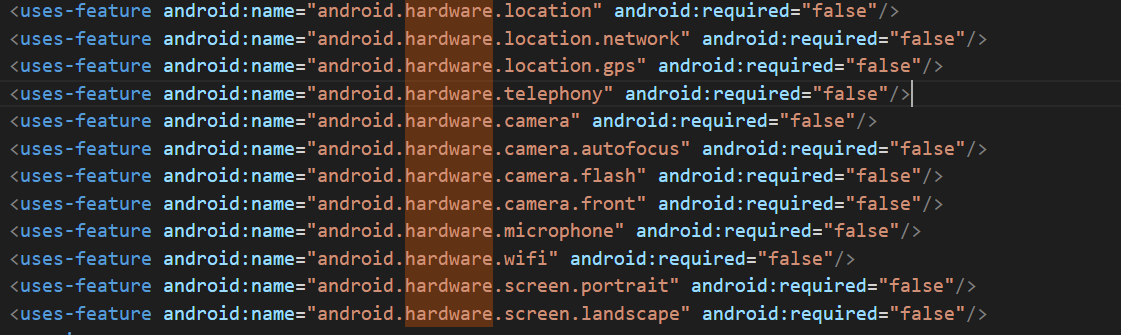 <uses-feature android:name="android.hardware.location" android:required="false"/>
<uses-feature android:name="android.hardware.location.network" android:required="false"/>
<uses-feature android:name="android.hardware.location.gps" android:required="false"/>
<uses-feature android:name="android.hardware.telephony" android:required="false"/>
<uses-feature android:name="android.hardware.camera" android:required="false"/>
<uses-feature android:name="android.hardware.camera.autofocus" android:required="false"/>
<uses-feature android:name="android.hardware.camera.flash" android:required="false"/>
<uses-feature android:name="android.hardware.camera.front" android:required="false"/>
<uses-feature android:name="android.hardware.microphone" android:required="false"/>
<uses-feature android:name="android.hardware.wifi" android:required="false"/>
<uses-feature android:name="android.hardware.screen.portrait" android:required="false"/>
<uses-feature android:name="android.hardware.screen.landscape" android:required="false"/>